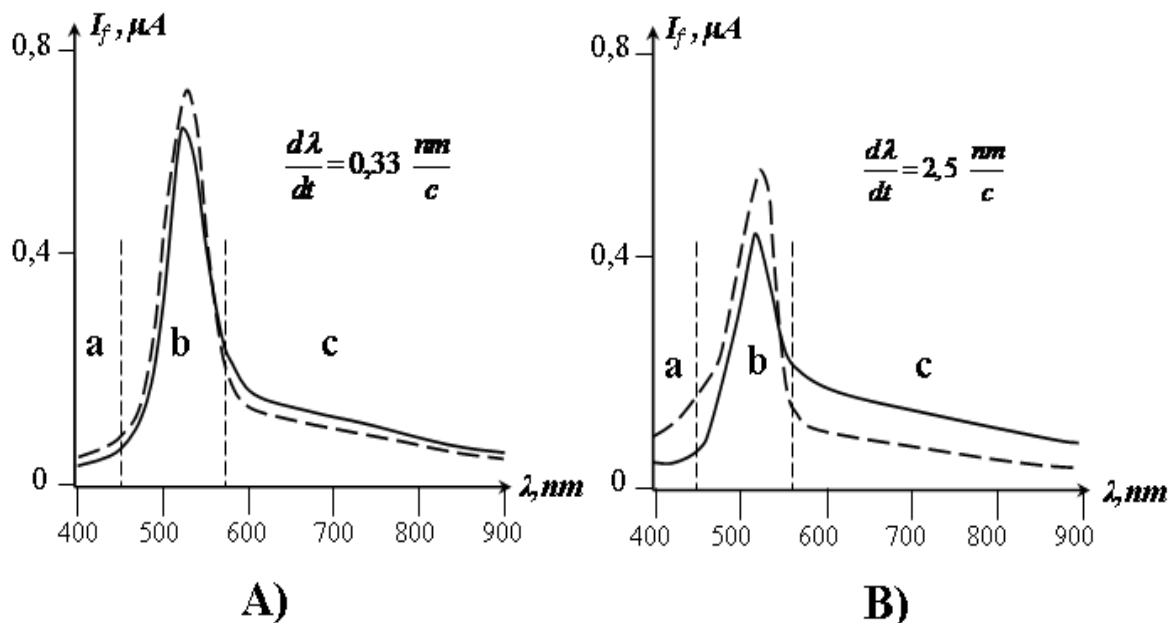 I_f, μA
0,8
0,4
0
dλ/dt = 0,33 nm/c
a
b
c
λ, nm
400 500 600 700 800 900
A)
I_f, μA
0,8
0,4
0
dλ/dt = 2,5 nm/c
a
b
c
λ, nm
400 500 600 700 800 900
B)